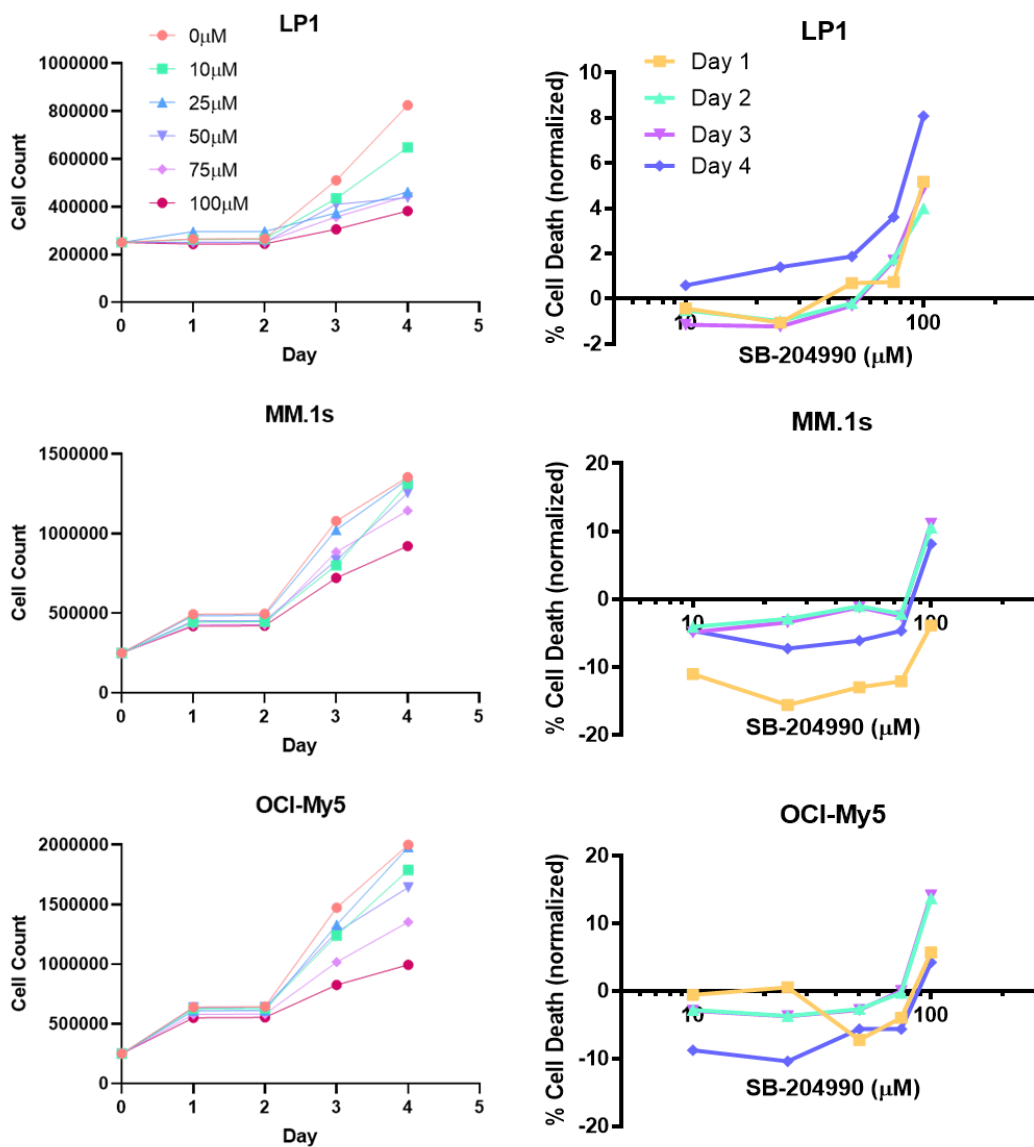 LP1
0μM
10μM
25μM
50μM
75μM
100μM
1000000
800000
600000
400000
200000
0
Cell Count
0 1 2 3 4 5
Day
LP1
Day 1
Day 2
Day 3
Day 4
10
8
6
4
2
0
-2
% Cell Death (normalized)
10 100
SB-204990 (μM)
MM.1s
1500000
1000000
500000
0
Cell Count
0 1 2 3 4 5
Day
MM.1s
20
10
0
-10
-20
% Cell Death (normalized)
10 100
SB-204990 (μM)
OCI-My5
2000000
1500000
1000000
500000
0
Cell Count
0 1 2 3 4 5
Day
OCI-My5
20
10
0
-10
-20
% Cell Death (normalized)
10 100
SB-204990 (μM)